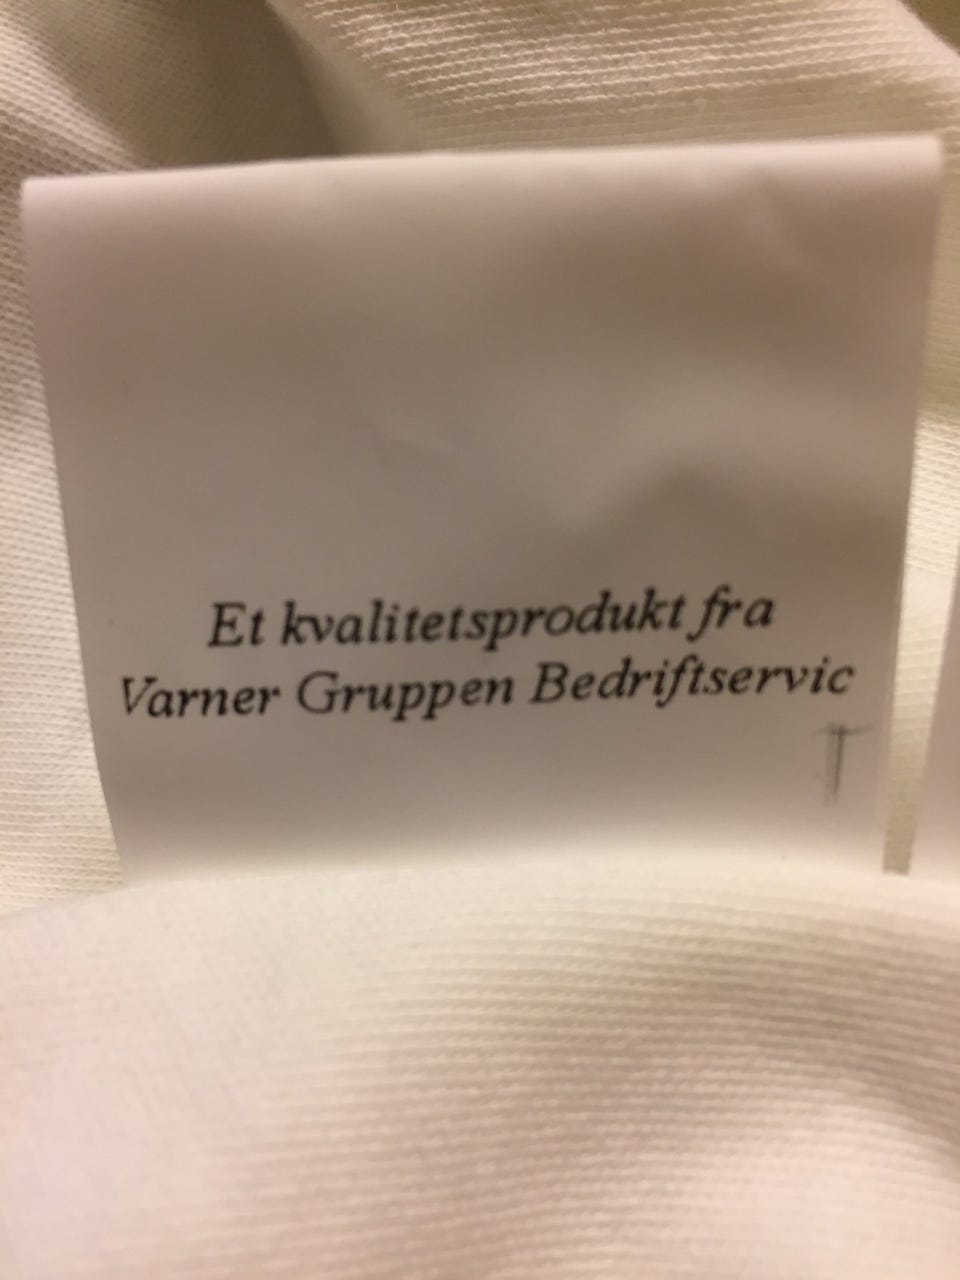 Et kvalitetsprodukt fra
Varner Gruppen Bedriftservic
T